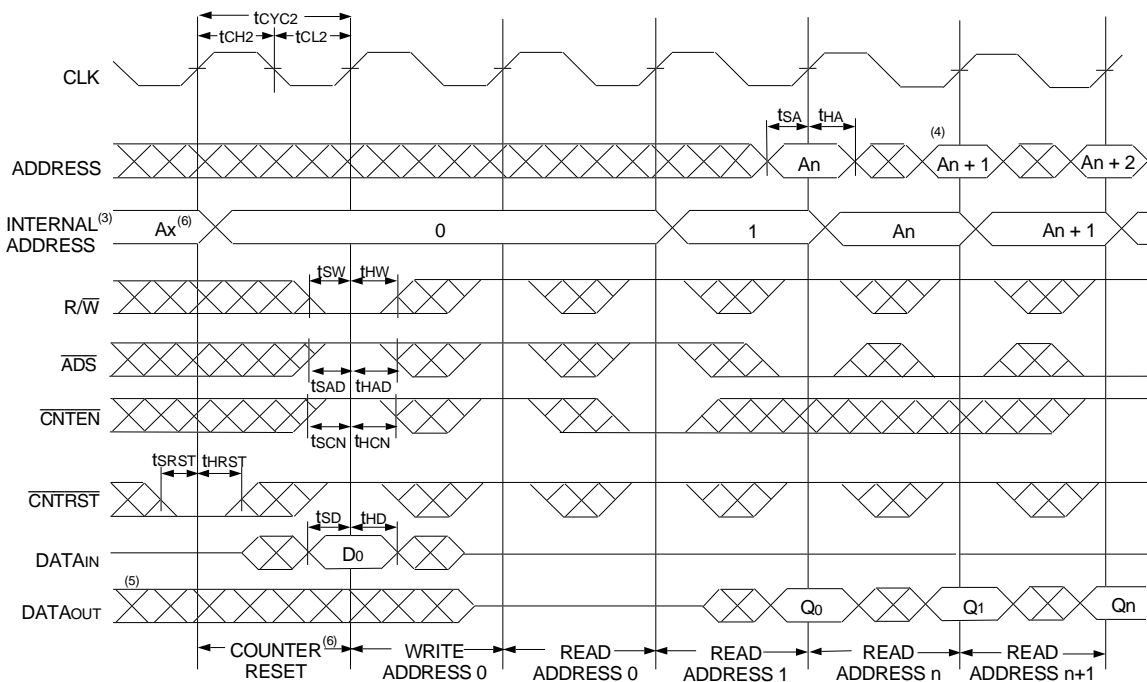 tCYC2
tCH2 tCL2
CLK
tSA tHA
(4)
ADDRESS An An + 1 An + 2
INTERNAL(3) ADDRESS Ax(6) 0 1 An An + 1
tSW tHW
R/W̅
A̅D̅S̅
tSAD tHAD
C̅N̅T̅E̅N̅
tSCN tHCN
tSRST tHRST
C̅N̅T̅R̅S̅T̅
tSD tHD
DATAIN D0
(5)
DATAOUT Q0 Q1 Qn
COUNTER(6) RESET
WRITE ADDRESS 0
READ ADDRESS 0
READ ADDRESS 1
READ ADDRESS n
READ ADDRESS n+1